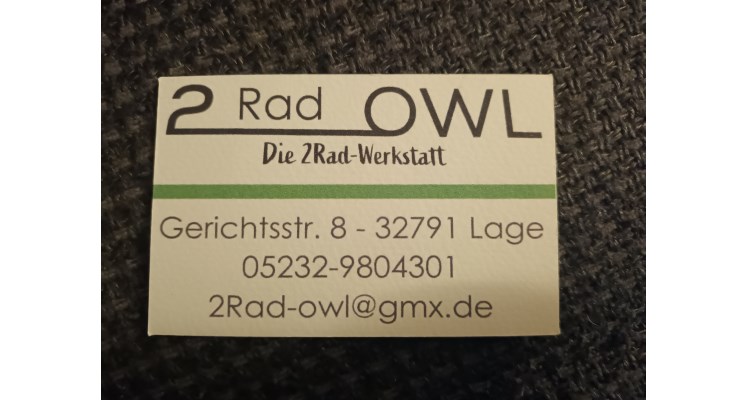 2 Rad OWL
Die 2Rad-Werkstatt
Gerichtsstr. 8 - 32791 Lage
05232-9804301
2Rad-owl@gmx.de